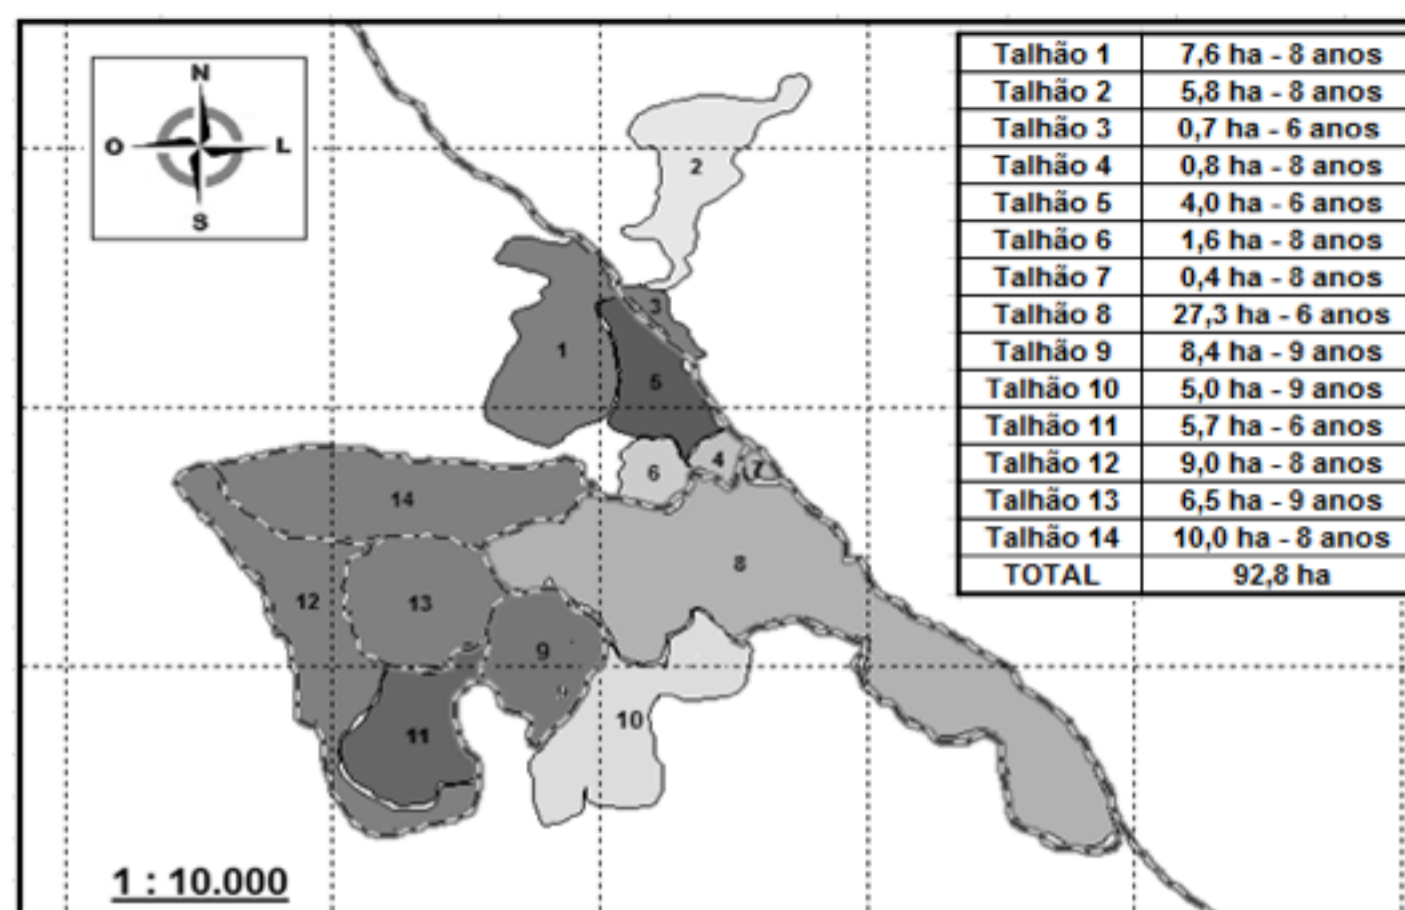 N
O L
S
Talhão 1 7,6 ha - 8 anos
Talhão 2 5,8 ha - 8 anos
Talhão 3 0,7 ha - 6 anos
Talhão 4 0,8 ha - 8 anos
Talhão 5 4,0 ha - 6 anos
Talhão 6 1,6 ha - 8 anos
Talhão 7 0,4 ha - 8 anos
Talhão 8 27,3 ha - 6 anos
Talhão 9 8,4 ha - 9 anos
Talhão 10 5,0 ha - 9 anos
Talhão 11 5,7 ha - 6 anos
Talhão 12 9,0 ha - 8 anos
Talhão 13 6,5 ha - 9 anos
Talhão 14 10,0 ha - 8 anos
TOTAL 92,8 ha
2
3
1
5
4
7
6
14
8
12
13
9
10
11
1 : 10.000